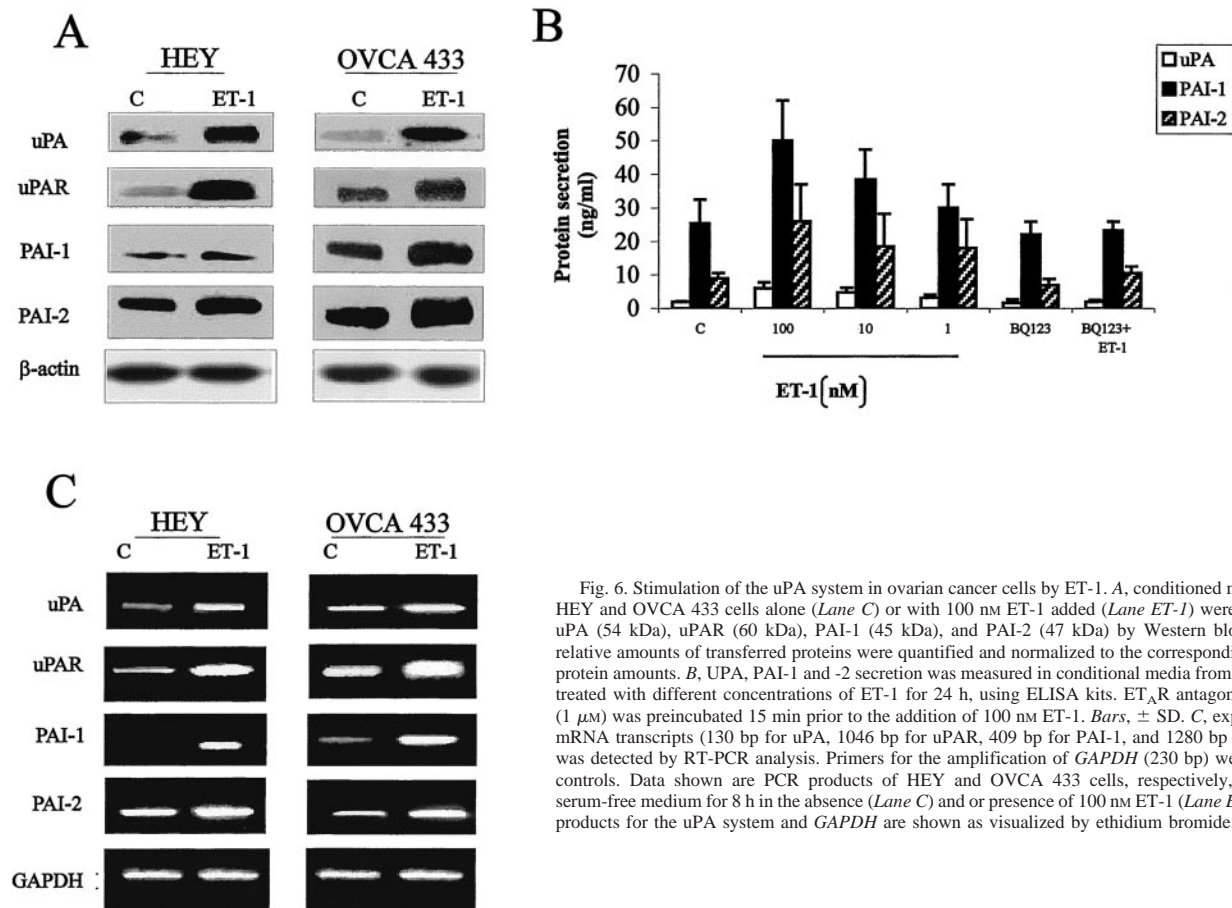 A
HEY
OVCA 433
C ET-1
C ET-1
uPA
uPAR
PAI-1
PAI-2
β-actin
B
uPA
PAI-1
PAI-2
Protein secretion
(ng/ml)
70
60
50
40
30
20
10
0
C 100 10 1 BQ123 BQ123+
ET-1
ET-1(nM)
C
HEY
OVCA 433
C ET-1
C ET-1
uPA
uPAR
PAI-1
PAI-2
GAPDH :
Fig. 6. Stimulation of the uPA system in ovarian cancer cells by ET-1. A, conditioned
HEY and OVCA 433 cells alone (Lane C) or with 100 nM ET-1 added (Lane ET-1) were
uPA (54 kDa), uPAR (60 kDa), PAI-1 (45 kDa), and PAI-2 (47 kDa) by Western blo
relative amounts of transferred proteins were quantified and normalized to the correspondi
protein amounts. B, UPA, PAI-1 and -2 secretion was measured in conditional media from
treated with different concentrations of ET-1 for 24 h, using ELISA kits. ETAR antagon
(1 μM) was preincubated 15 min prior to the addition of 100 nM ET-1. Bars, ± SD. C, exp
mRNA transcripts (130 bp for uPA, 1046 bp for uPAR, 409 bp for PAI-1, and 1280 bp
was detected by RT-PCR analysis. Primers for the amplification of GAPDH (230 bp) we
controls. Data shown are PCR products of HEY and OVCA 433 cells, respectively,
serum-free medium for 8 h in the absence (Lane C) and or presence of 100 nM ET-1 (Lane E
products for the uPA system and GAPDH are shown as visualized by ethidium bromide